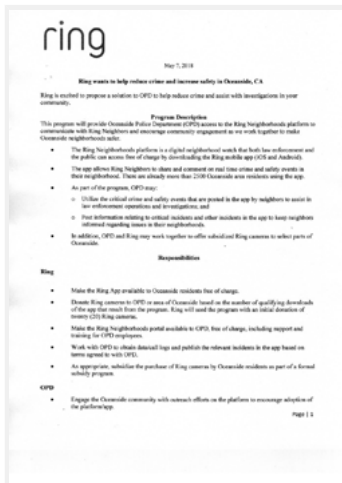 ring
May 7, 2018
Ring wants to help reduce crime and increase safety in Oceanside, CA
Ring is excited to propose a solution to OPD to help reduce crime and assist with investigations in your
community.
Program Description
This program will provide Oceanside Police Department (OPD) access to the Ring Neighborhoods platform to
communicate with Ring Neighbors and encourage community engagement as we work together to make
Oceanside neighborhoods safer.
• The Ring Neighborhoods platform is a digital neighborhood watch that both law enforcement and
the public can access free of charge by downloading the Ring mobile app (iOS and Android).
• The app allows Ring Neighbors to share and comment on real time crime and safety events in
their neighborhood. There are already more than 2500 Oceanside area residents using the app.
• As part of the program, OPD may:
o Utilize the critical crime and safety events that are posted in the app by neighbors to assist in
law enforcement operations and investigations; and
o Post information relating to critical incidents and other incidents in the app to keep neighbors
informed regarding issues in their neighborhoods.
• In addition, OPD and Ring may work together to offer subsidized Ring cameras to select parts of
Oceanside.
Responsibilities
Ring
• Make the Ring App available to Oceanside residents free of charge.
• Donate Ring cameras to OPD or area of Oceanside based on the number of qualifying downloads
of the app that result from the program. Ring will seed the program with an initial donation of
twenty (20) Ring cameras.
• Make the Ring Neighborhoods portal available to OPD, free of charge, including support and
training for OPD employees.
• Work with OPD to obtain data/call logs and publish the relevant incidents in the app based on
terms agreed to with OPD.
• As appropriate, subsidize the purchase of Ring cameras by Oceanside residents as part of a formal
subsidy program.
OPD
• Engage the Oceanside community with outreach efforts on the platform to encourage adoption of
the platform/app.
Page | 1